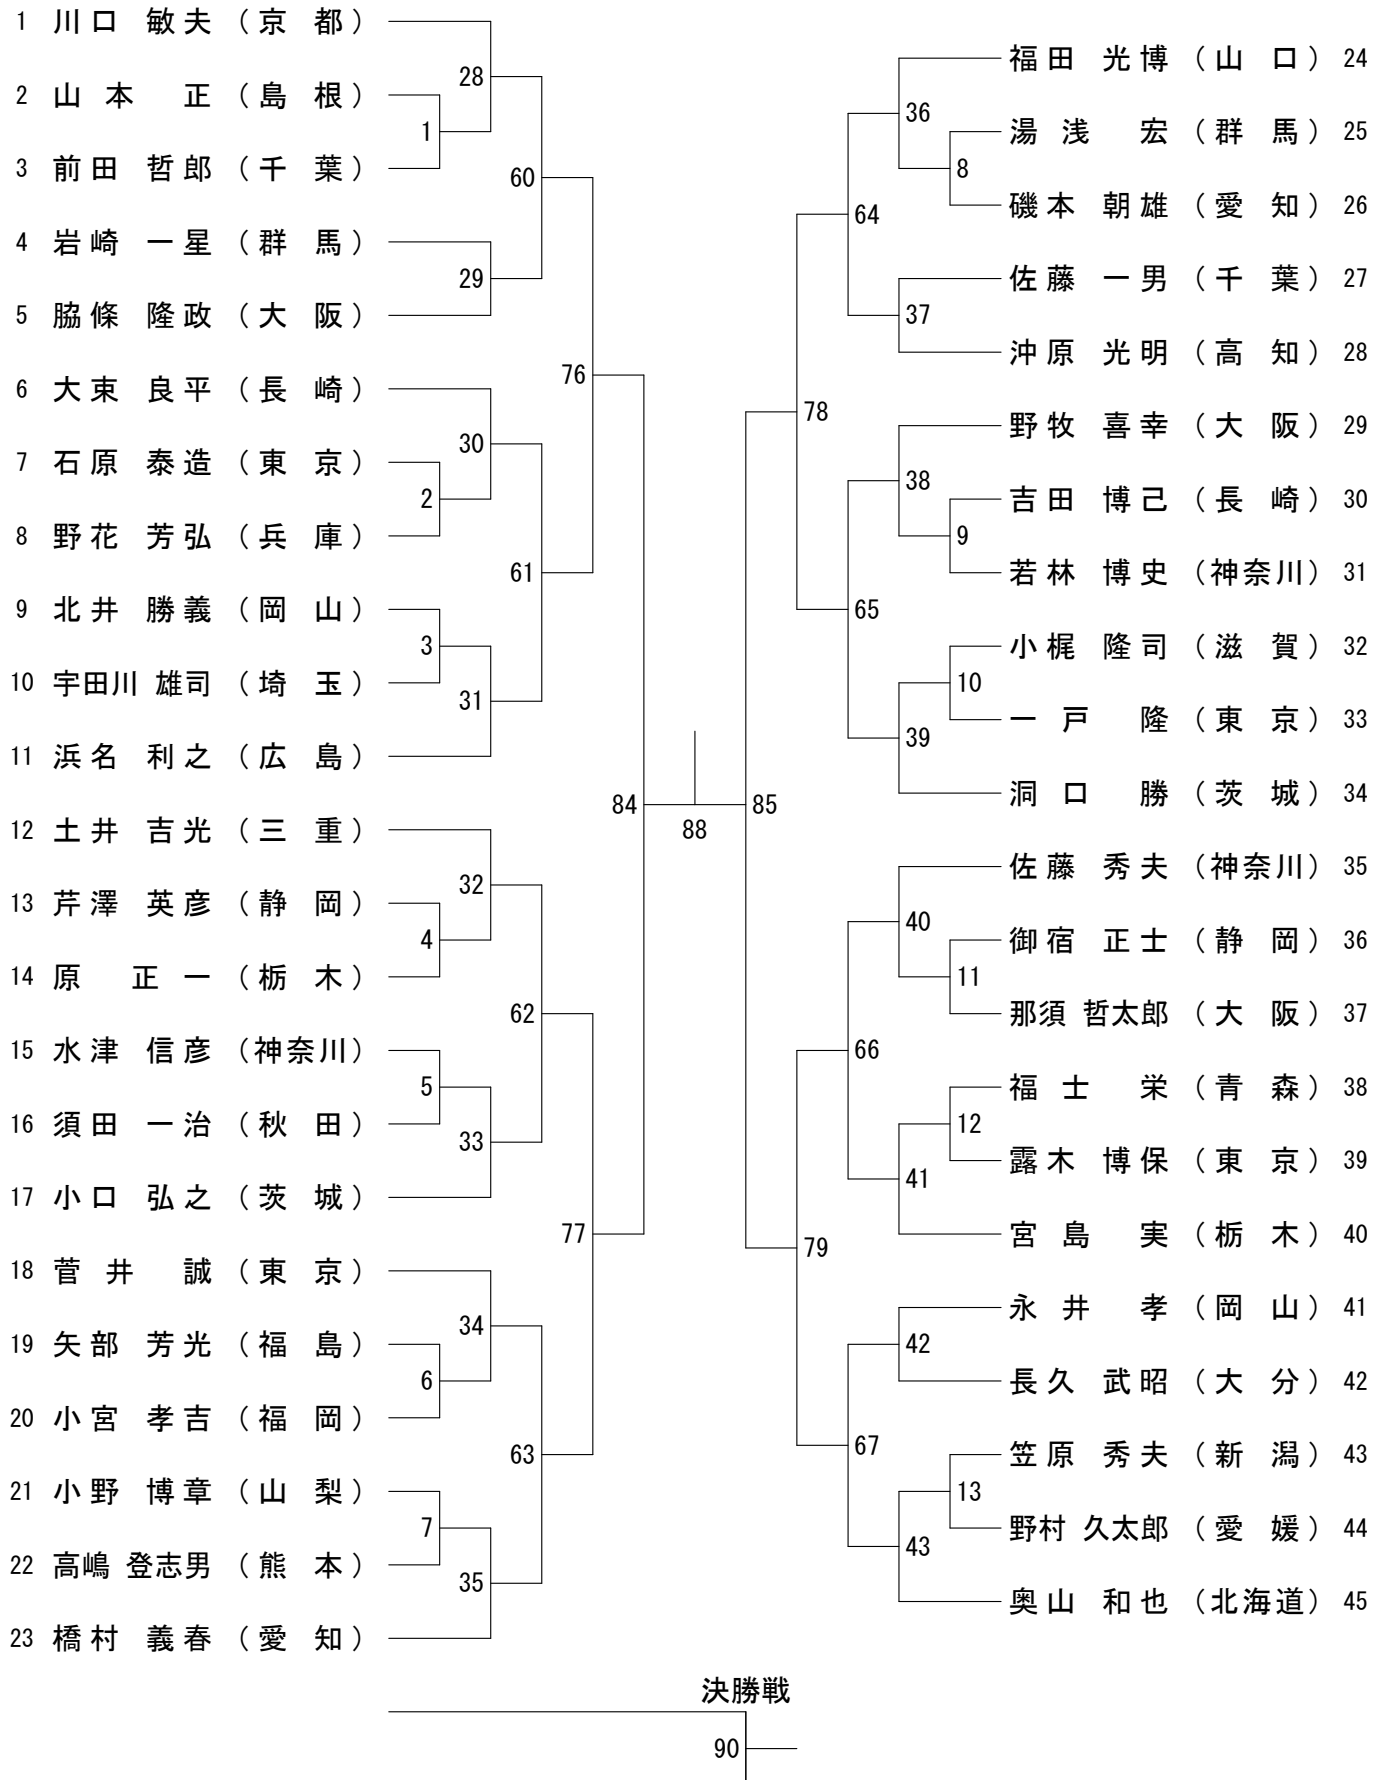 1 川口 敏夫 (京 都)
2 山本 正 (島 根)
3 前田 哲郎 (千 葉)
4 岩崎 一星 (群 馬)
5 脇條 隆政 (大 阪)
6 大束 良平 (長 崎)
7 石原 泰造 (東 京)
8 野花 芳弘 (兵 庫)
9 北井 勝義 (岡 山)
10 宇田川 雄司 (埼 玉)
11 浜名 利之 (広 島)
12 土井 吉光 (三 重)
13 芹澤 英彦 (静 岡)
14 原 正一 (栃 木)
15 水津 信彦 (神奈川)
16 須田 一治 (秋 田)
17 小口 弘之 (茨 城)
18 菅井 誠 (東 京)
19 矢部 芳光 (福 島)
20 小宮 孝吉 (福 岡)
21 小野 博章 (山 梨)
22 高嶋 登志男 (熊 本)
23 橋村 義春 (愛 知)
1
2
3
4
5
6
7
28
29
30
31
32
33
34
35
60
61
62
63
76
77
84
88
85
78
79
64
65
66
67
36
37
38
39
40
41
42
43
8
9
10
11
12
13
福田 光博 (山 口) 24
湯浅 宏 (群 馬) 25
磯本 朝雄 (愛 知) 26
佐藤 一男 (千 葉) 27
沖原 光明 (高 知) 28
野牧 喜幸 (大 阪) 29
吉田 博己 (長 崎) 30
若林 博史 (神奈川) 31
小梶 隆司 (滋 賀) 32
一戸 隆 (東 京) 33
洞口 勝 (茨 城) 34
佐藤 秀夫 (神奈川) 35
御宿 正士 (静 岡) 36
那須 哲太郎 (大 阪) 37
福士 栄 (青 森) 38
露木 博保 (東 京) 39
宮島 実 (栃 木) 40
永井 孝 (岡 山) 41
長久 武昭 (大 分) 42
笠原 秀夫 (新 潟) 43
野村 久太郎 (愛 媛) 44
奥山 和也 (北海道) 45
決勝戦
90